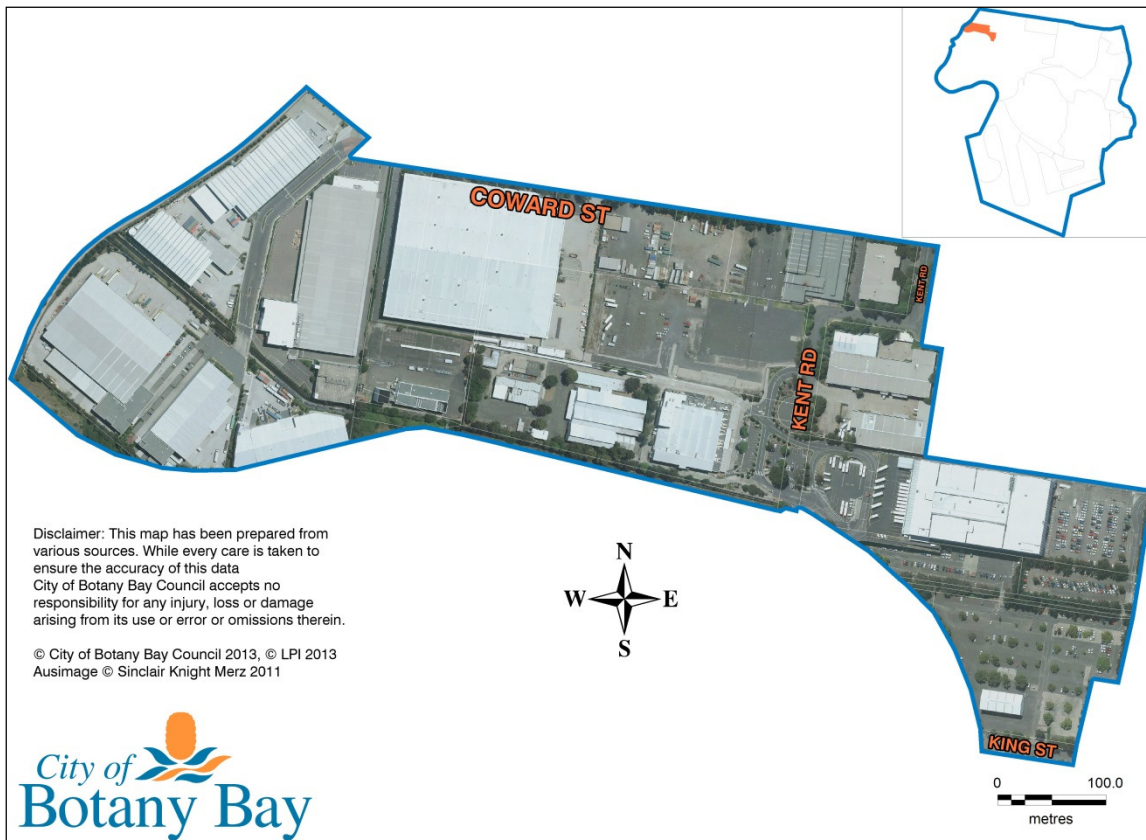 COWARD ST
KENT RD
KENT RD
Disclaimer: This map has been prepared from
various sources. While every care is taken to
ensure the accuracy of this data
City of Botany Bay Council accepts no
responsibility for any injury, loss or damage
arising from its use or error or omissions therein.
© City of Botany Bay Council 2013, © LPI 2013
Ausimage © Sinclair Knight Merz 2011
N
W E
S
KING ST
City of
Botany Bay
0 100.0
metres